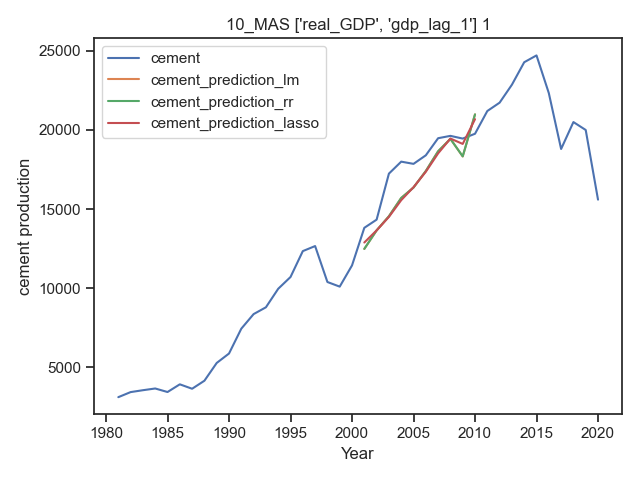 10_MAS ['real_GDP', 'gdp_lag_1'] 1
cement
cement_prediction_lm
cement_prediction_rr
cement_prediction_lasso
cement production
25000
20000
15000
10000
5000
1980 1985 1990 1995 2000 2005 2010 2015 2020
Year